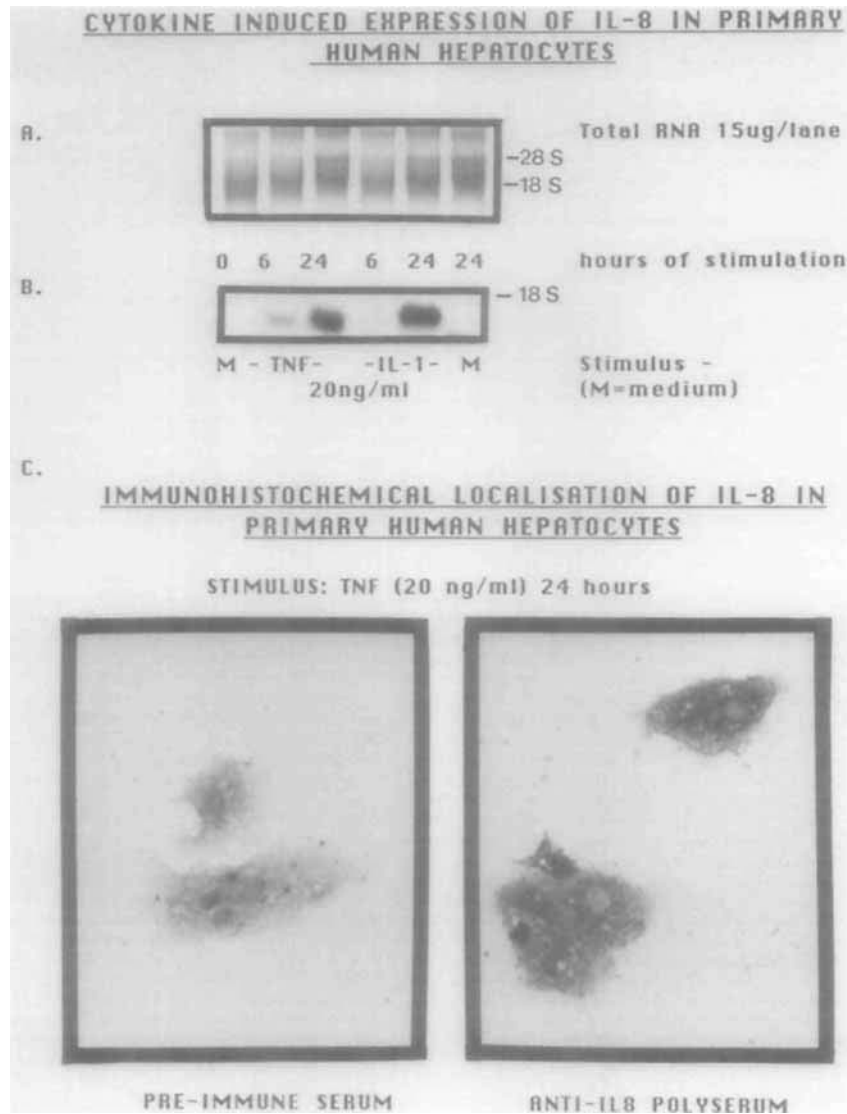 CYTOKINE INDUCED EXPRESSION OF IL-8 IN PRIMARY
HUMAN HEPATOCYTES
A.
Total RNA 15ug/lane
-28 S
-18 S
0 6 24 6 24 24 hours of stimulation
B.
- 18 S
M - TNF- -IL-1- M Stimulus -
20ng/ml (M=medium)
C.
IMMUNOHISTOCHEMICAL LOCALISATION OF IL-8 IN
PRIMARY HUMAN HEPATOCYTES
STIMULUS: TNF (20 ng/ml) 24 hours
PRE-IMMUNE SERUM ANTI-IL8 POLYSERUM